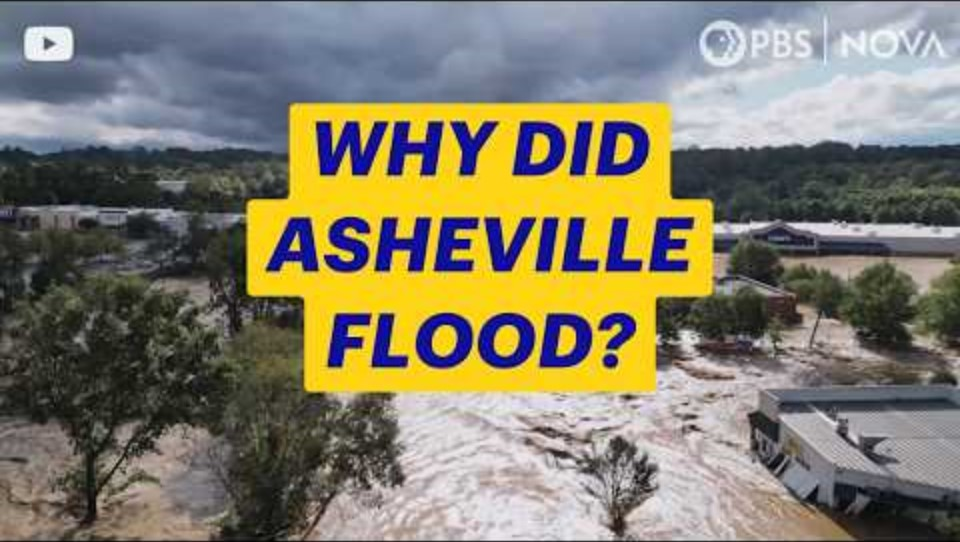 PBS | NOVA
WHY DID
ASHEVILLE
FLOOD?